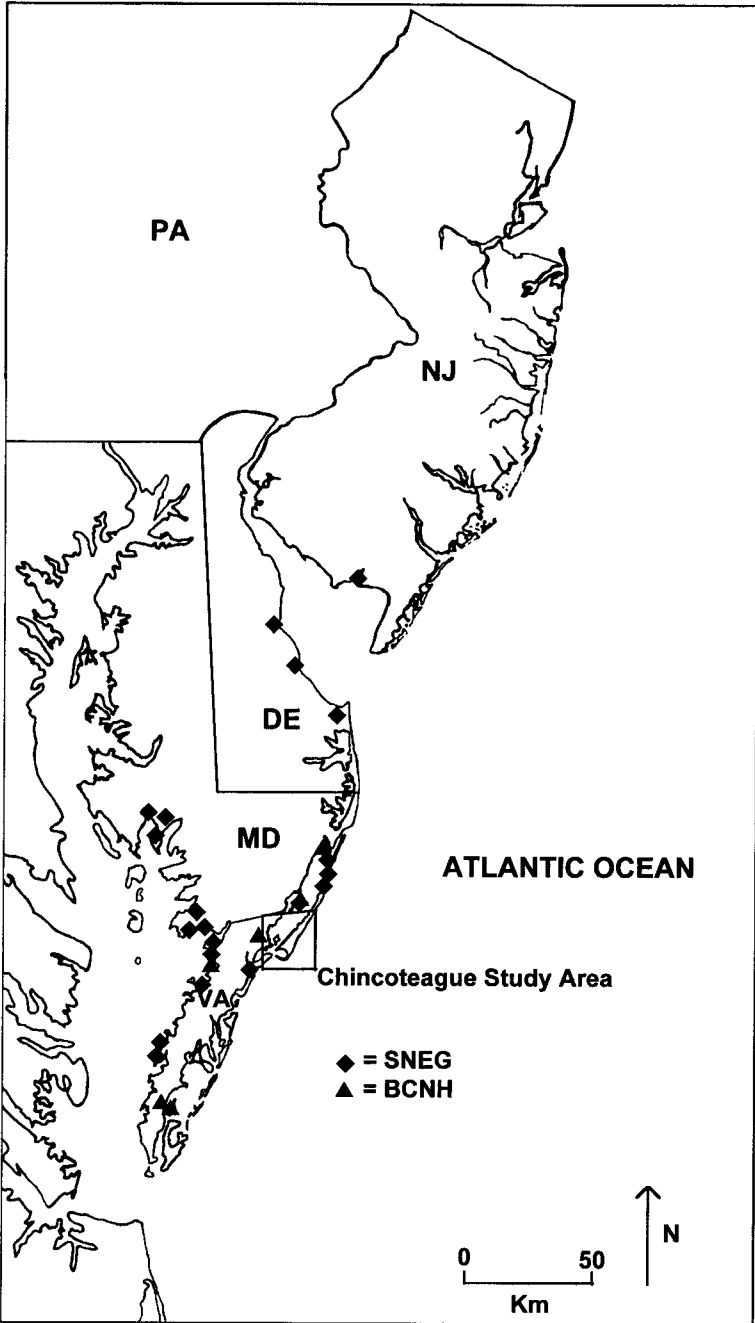 PA
NJ
DE
MD
ATLANTIC OCEAN
Chincoteague Study Area
VA
= SNEG
= BCNH
N
0 50
Km